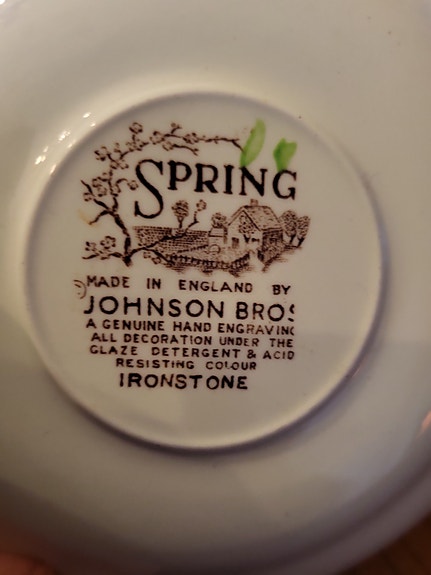 SPRING
MADE IN ENGLAND BY
JOHNSON BROS
A GENUINE HAND ENGRAVING
ALL DECORATION UNDER THE
GLAZE DETERGENT & ACID
RESISTING COLOUR
IRONSTONE